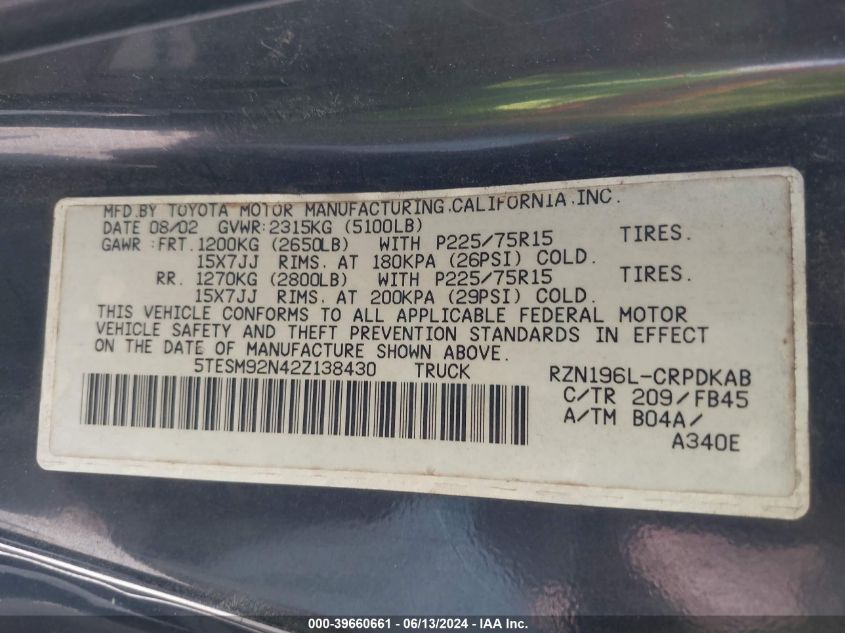 MFD.BY TOYOTA MOTOR MANUFACTURING,CALIFORNIA,INC.
DATE 08/02 GVWR:2315KG (5100LB)
GAWR :FRT.1200KG (2650LB) WITH P225/75R15 TIRES.
15X7JJ RIMS. AT 180KPA (26PSI) COLD.
RR. 1270KG (2800LB) WITH P225/75R15 TIRES.
15X7JJ RIMS. AT 200KPA (29PSI) COLD.
THIS VEHICLE CONFORMS TO ALL APPLICABLE FEDERAL MOTOR
VEHICLE SAFETY AND THEFT PREVENTION STANDARDS IN EFFECT
ON THE DATE OF MANUFACTURE SHOWN ABOVE.
5TESM92N42Z138430 TRUCK RZN196L-CRPDKAB
C/TR 209/FB45
A/TM B04A/
A340E
000-39660661 - 06/13/2024 - IAA Inc.